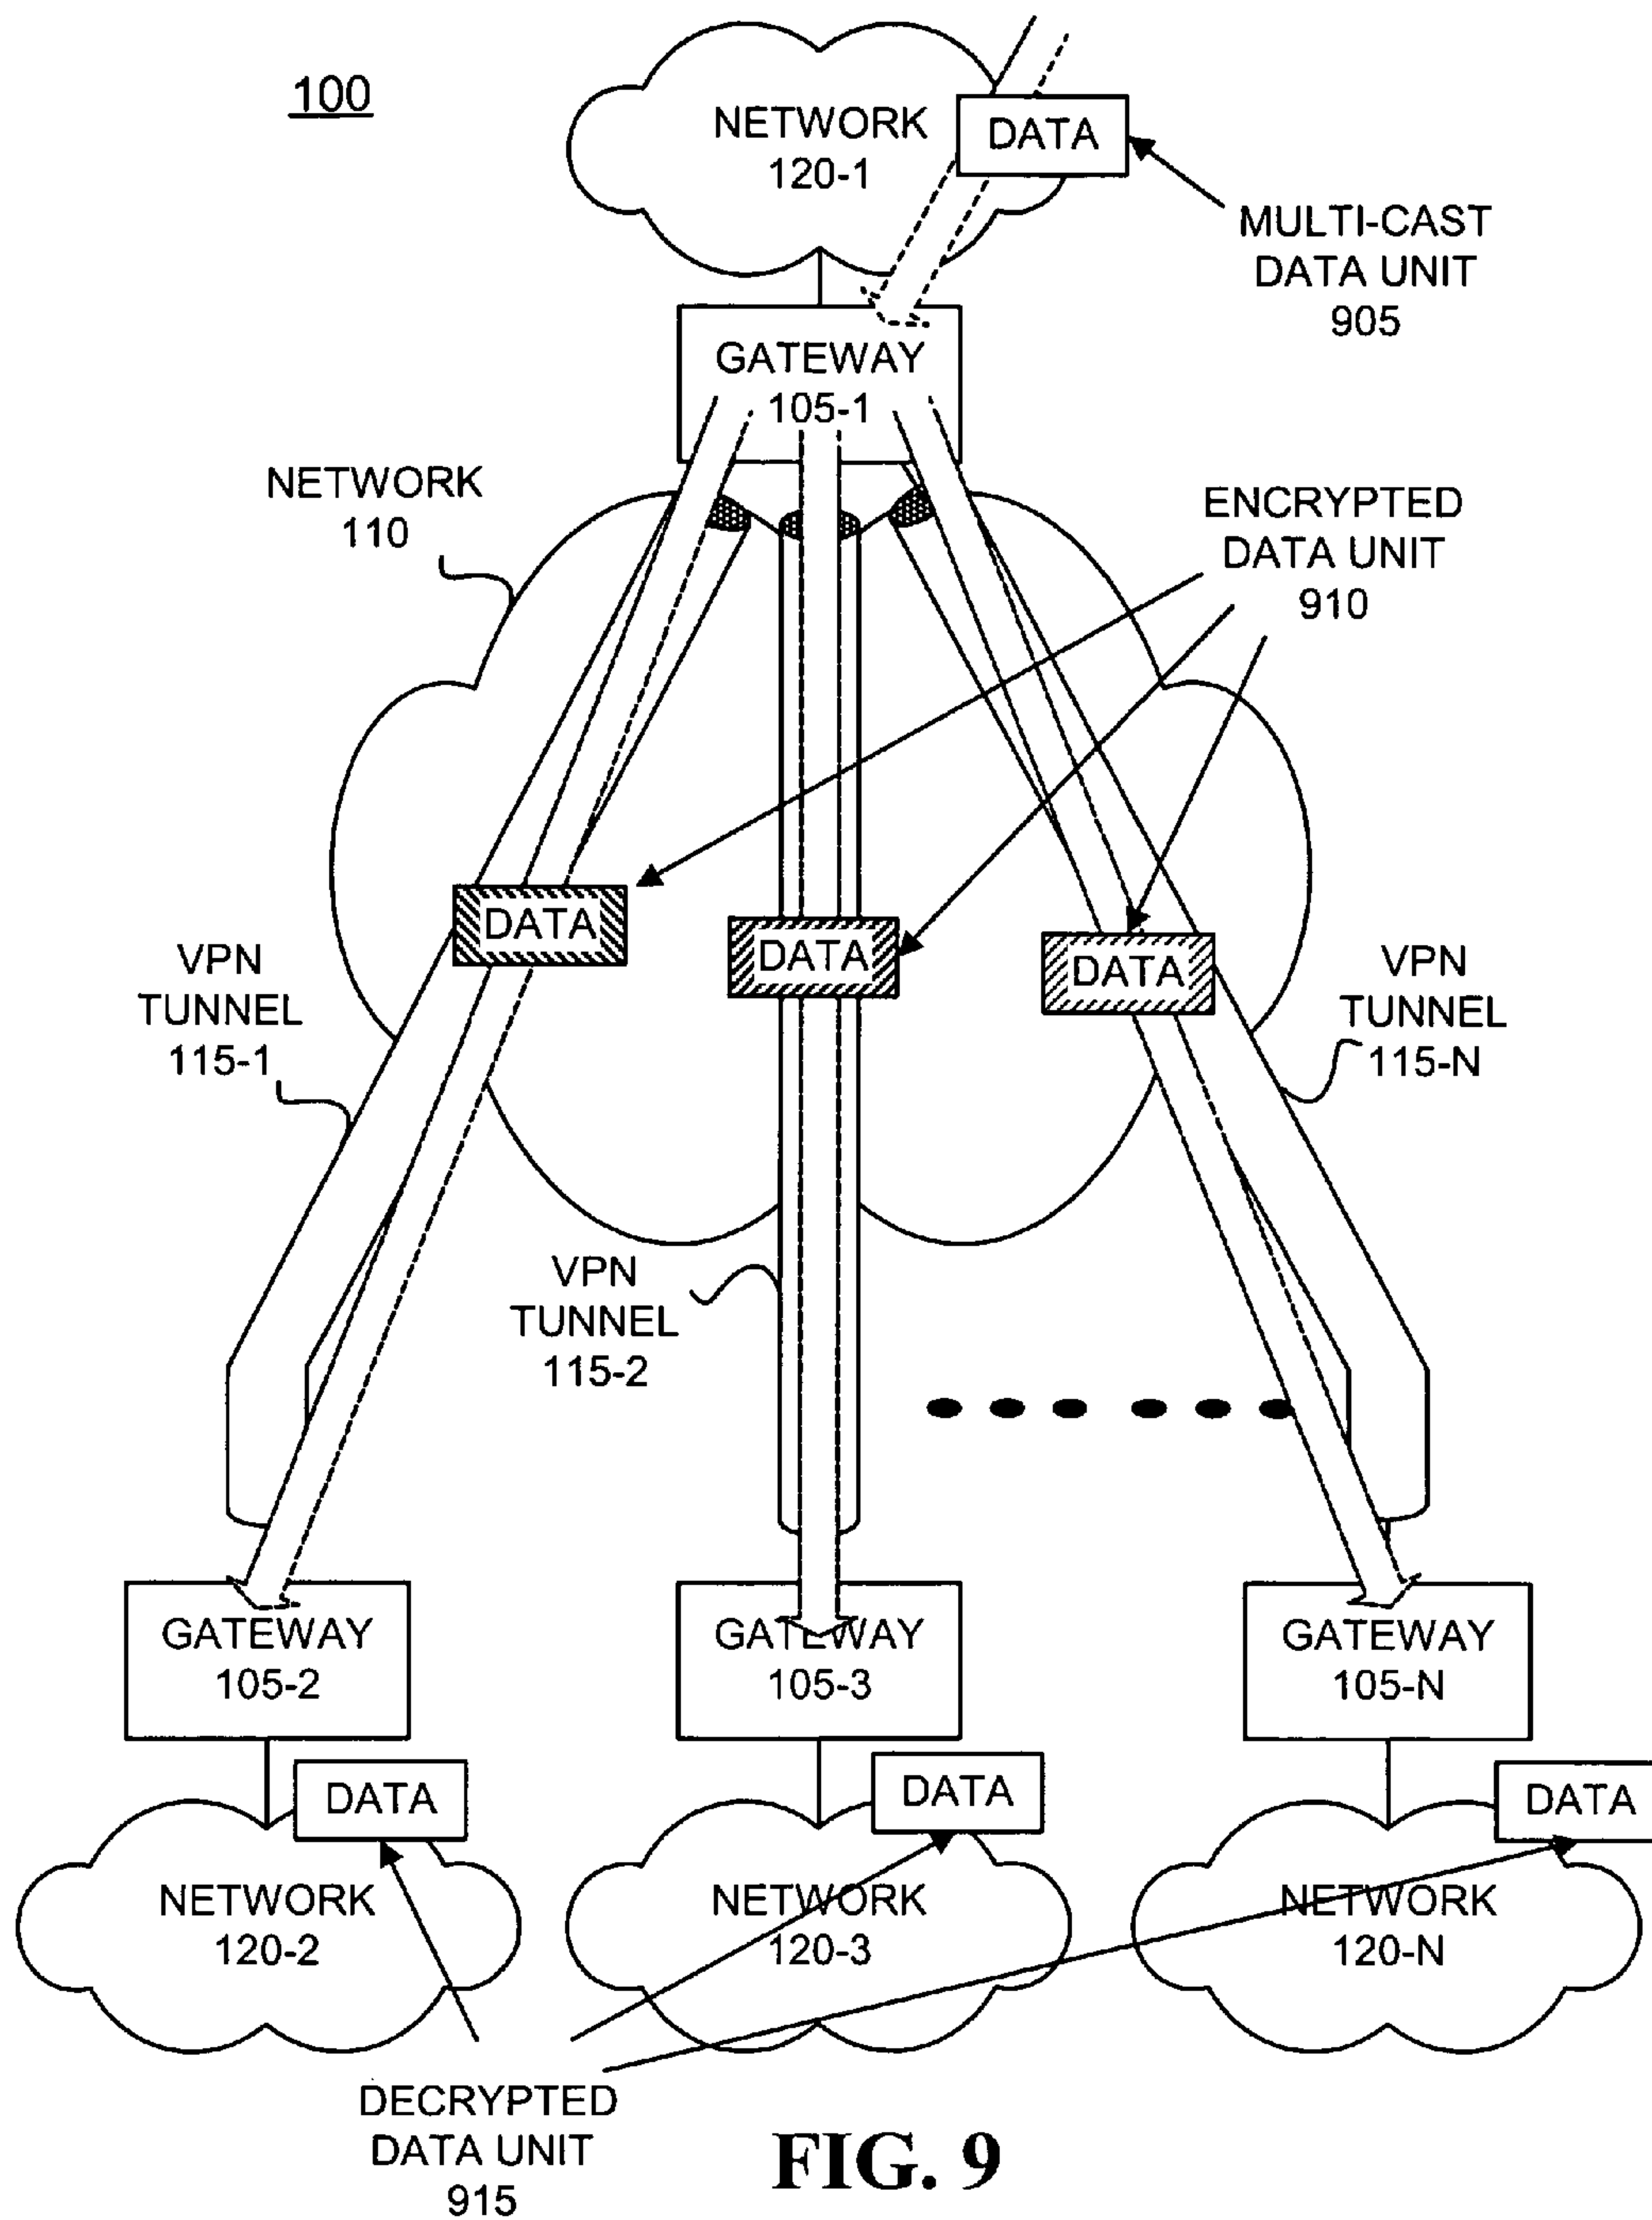 100
NETWORK
120-1
DATA
MULTI-CAST
DATA UNIT
905
GATEWAY
105-1
NETWORK
110
ENCRYPTED
DATA UNIT
910
DATA
DATA
DATA
VPN
TUNNEL
115-1
VPN
TUNNEL
115-N
VPN
TUNNEL
115-2
GATEWAY
105-2
GATEWAY
105-3
GATEWAY
105-N
DATA
DATA
DATA
NETWORK
120-2
NETWORK
120-3
NETWORK
120-N
DECRYPTED
DATA UNIT
915
FIG. 9